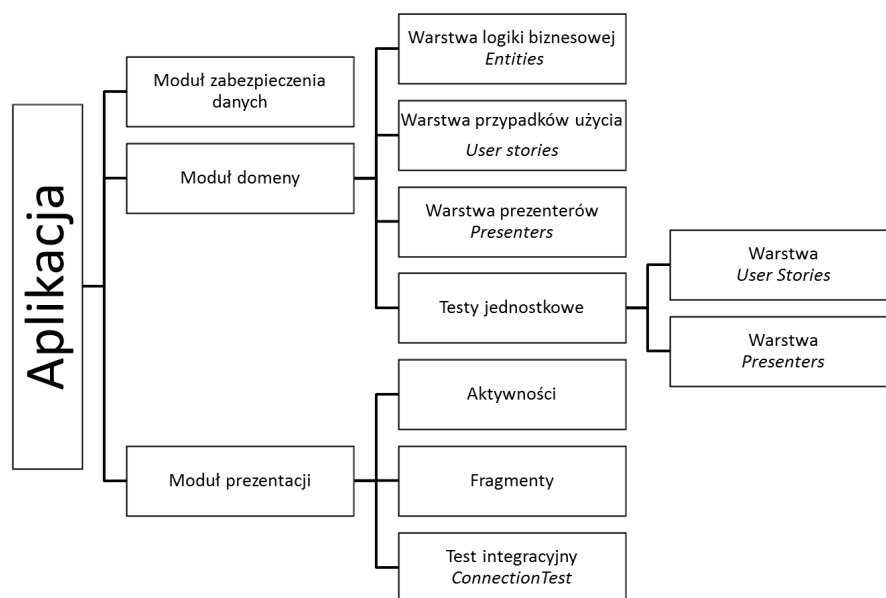 Aplikacja
Moduł zabezpieczenia
danych
Moduł domeny
Warstwa logiki biznesowej
Entities
Warstwa przypadków użycia
User stories
Warstwa prezenterów
Presenters
Testy jednostkowe
Warstwa
User Stories
Warstwa
Presenters
Moduł prezentacji
Aktywności
Fragmenty
Test integracyjny
ConnectionTest